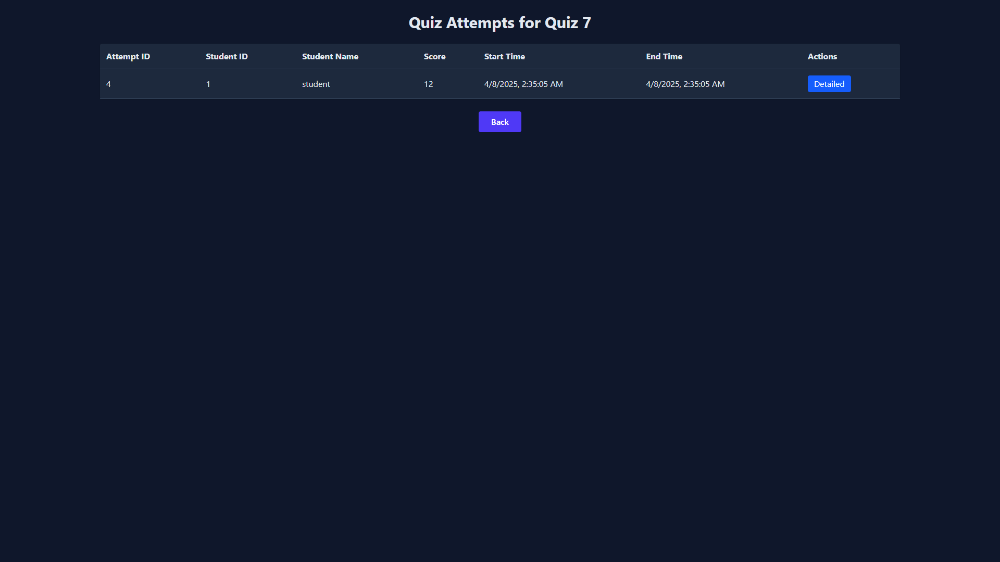 Quiz Attempts for Quiz 7
Attempt ID Student ID Student Name Score Start Time End Time Actions
4 1 student 12 4/8/2025, 2:35:05 AM 4/8/2025, 2:35:05 AM Detailed
Back